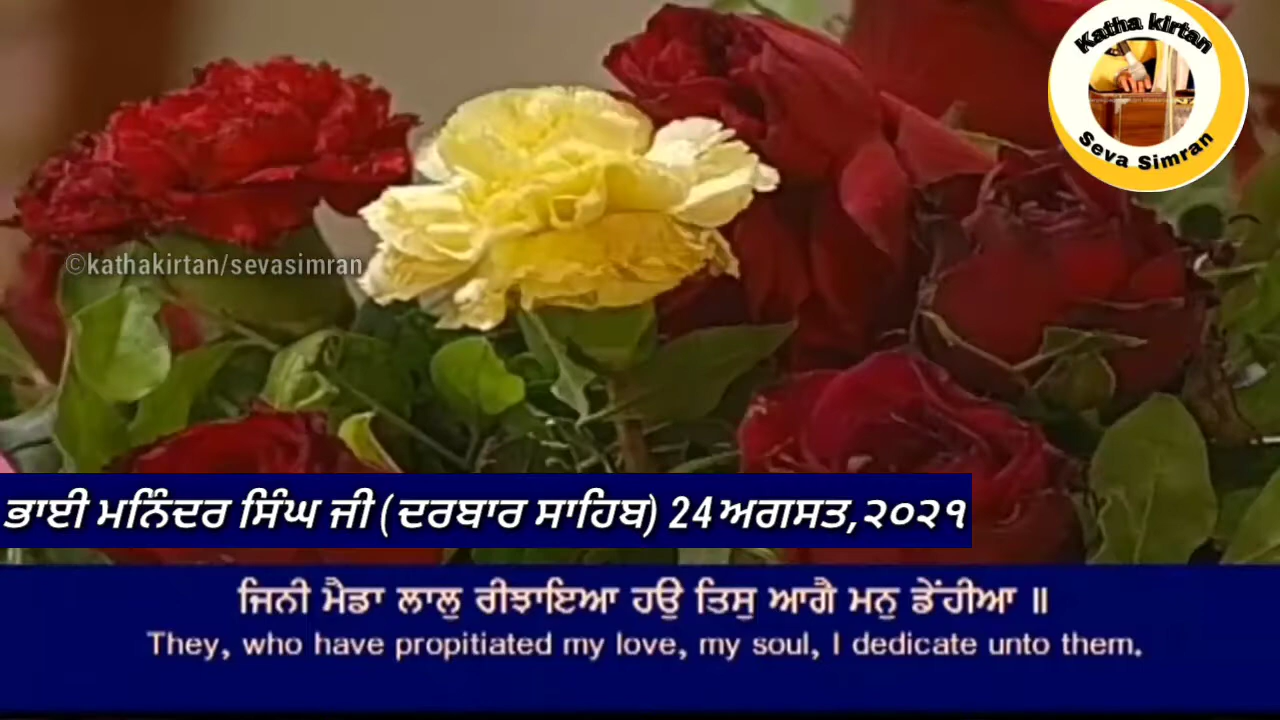 Katha kirtan
Seva Simran
©kathakirtan/sevasimran
ਭਾਈ ਮਨਿੰਦਰ ਸਿੰਘ ਜੀ (ਦਰਬਾਰ ਸਾਹਿਬ) 24 ਅਗਸਤ,੨੦੨੧
ਜਿਨੀ ਮੈਡਾ ਲਾਲੁ ਰੀਝਾਇਆ ਹਉ ਤਿਸੁ ਆਗੈ ਮਨੁ ਡੇਂਹੀਆ ॥
They, who have propitiated my love, my soul, I dedicate unto them.